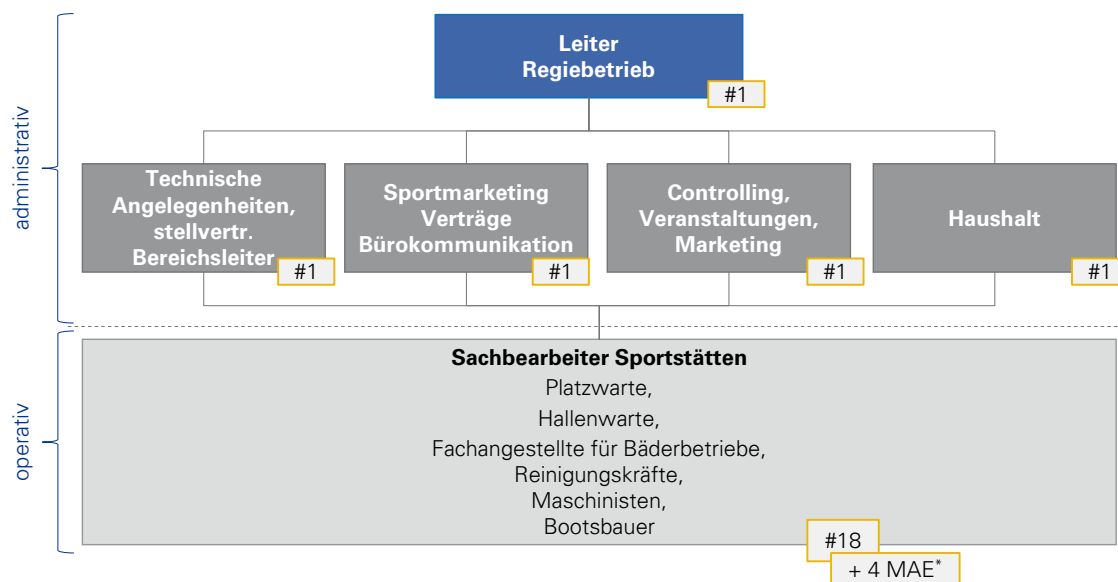 administrativ
Leiter
Regiebetrieb
#1
Technische
Angelegenheiten,
stellvertr.
Bereichsleiter
#1
Sportmarketing
Verträge
Bürokommunikation
#1
Controlling,
Veranstaltungen,
Marketing
#1
Haushalt
#1
operativ
Sachbearbeiter Sportstätten
Platzwarte,
Hallenwarte,
Fachangestellte für Bäderbetriebe,
Reinigungskräfte,
Maschinisten,
Bootsbauer
#18
+ 4 MAE*